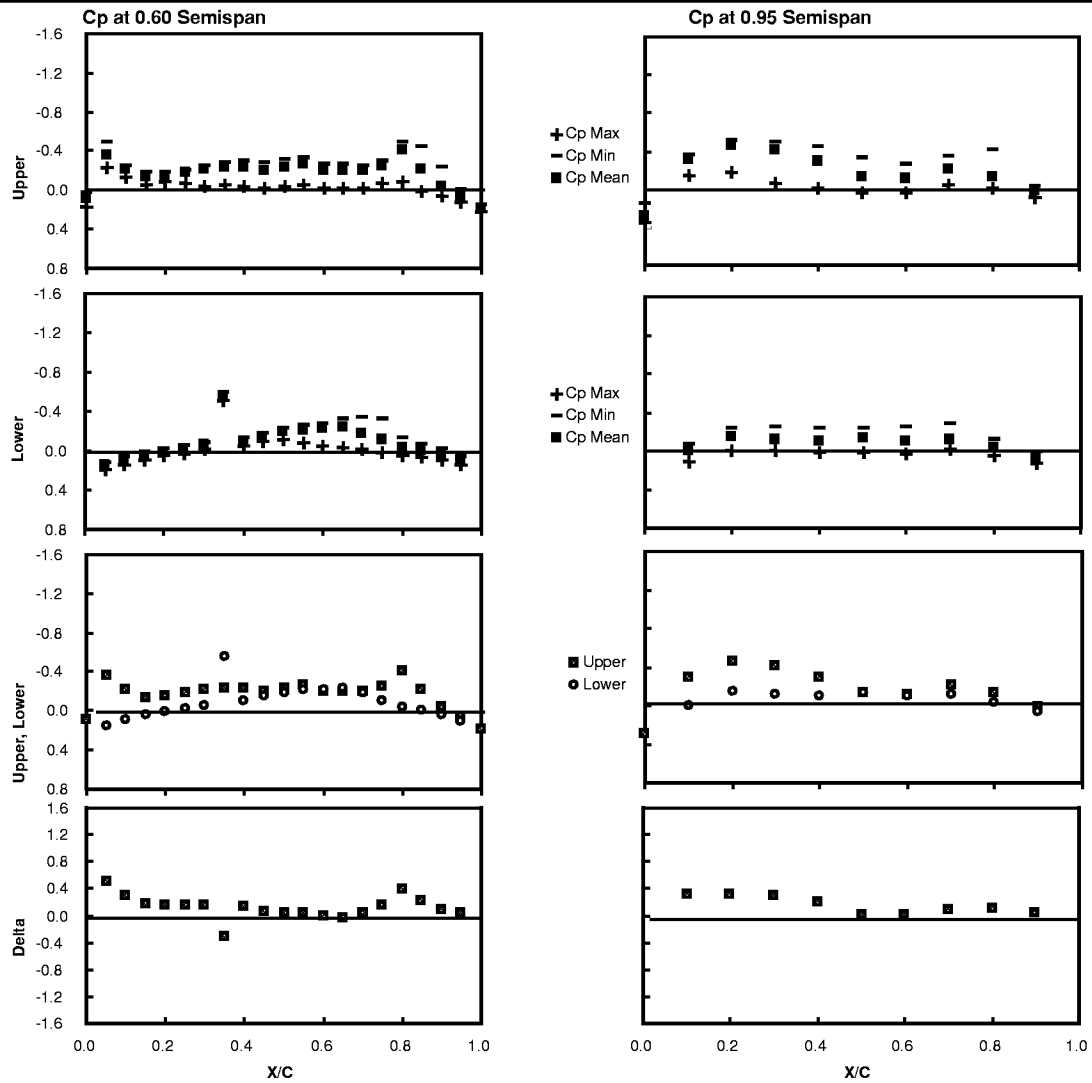 Cp at 0.60 Semispan
Cp at 0.95 Semispan
-1.6
-1.2
-0.8
-0.4
0.0
0.4
0.8
Upper
Cp Max
Cp Min
Cp Mean
-1.6
-1.2
-0.8
-0.4
0.0
0.4
0.8
Lower
Cp Max
Cp Min
Cp Mean
-1.6
-1.2
-0.8
-0.4
0.0
0.4
0.8
Upper, Lower
Upper
Lower
1.6
1.2
0.8
0.4
0.0
-0.4
-0.8
-1.2
-1.6
Delta
0.0 0.2 0.4 0.6 0.8 1.0
X/C
0.0 0.2 0.4 0.6 0.8 1.0
X/C